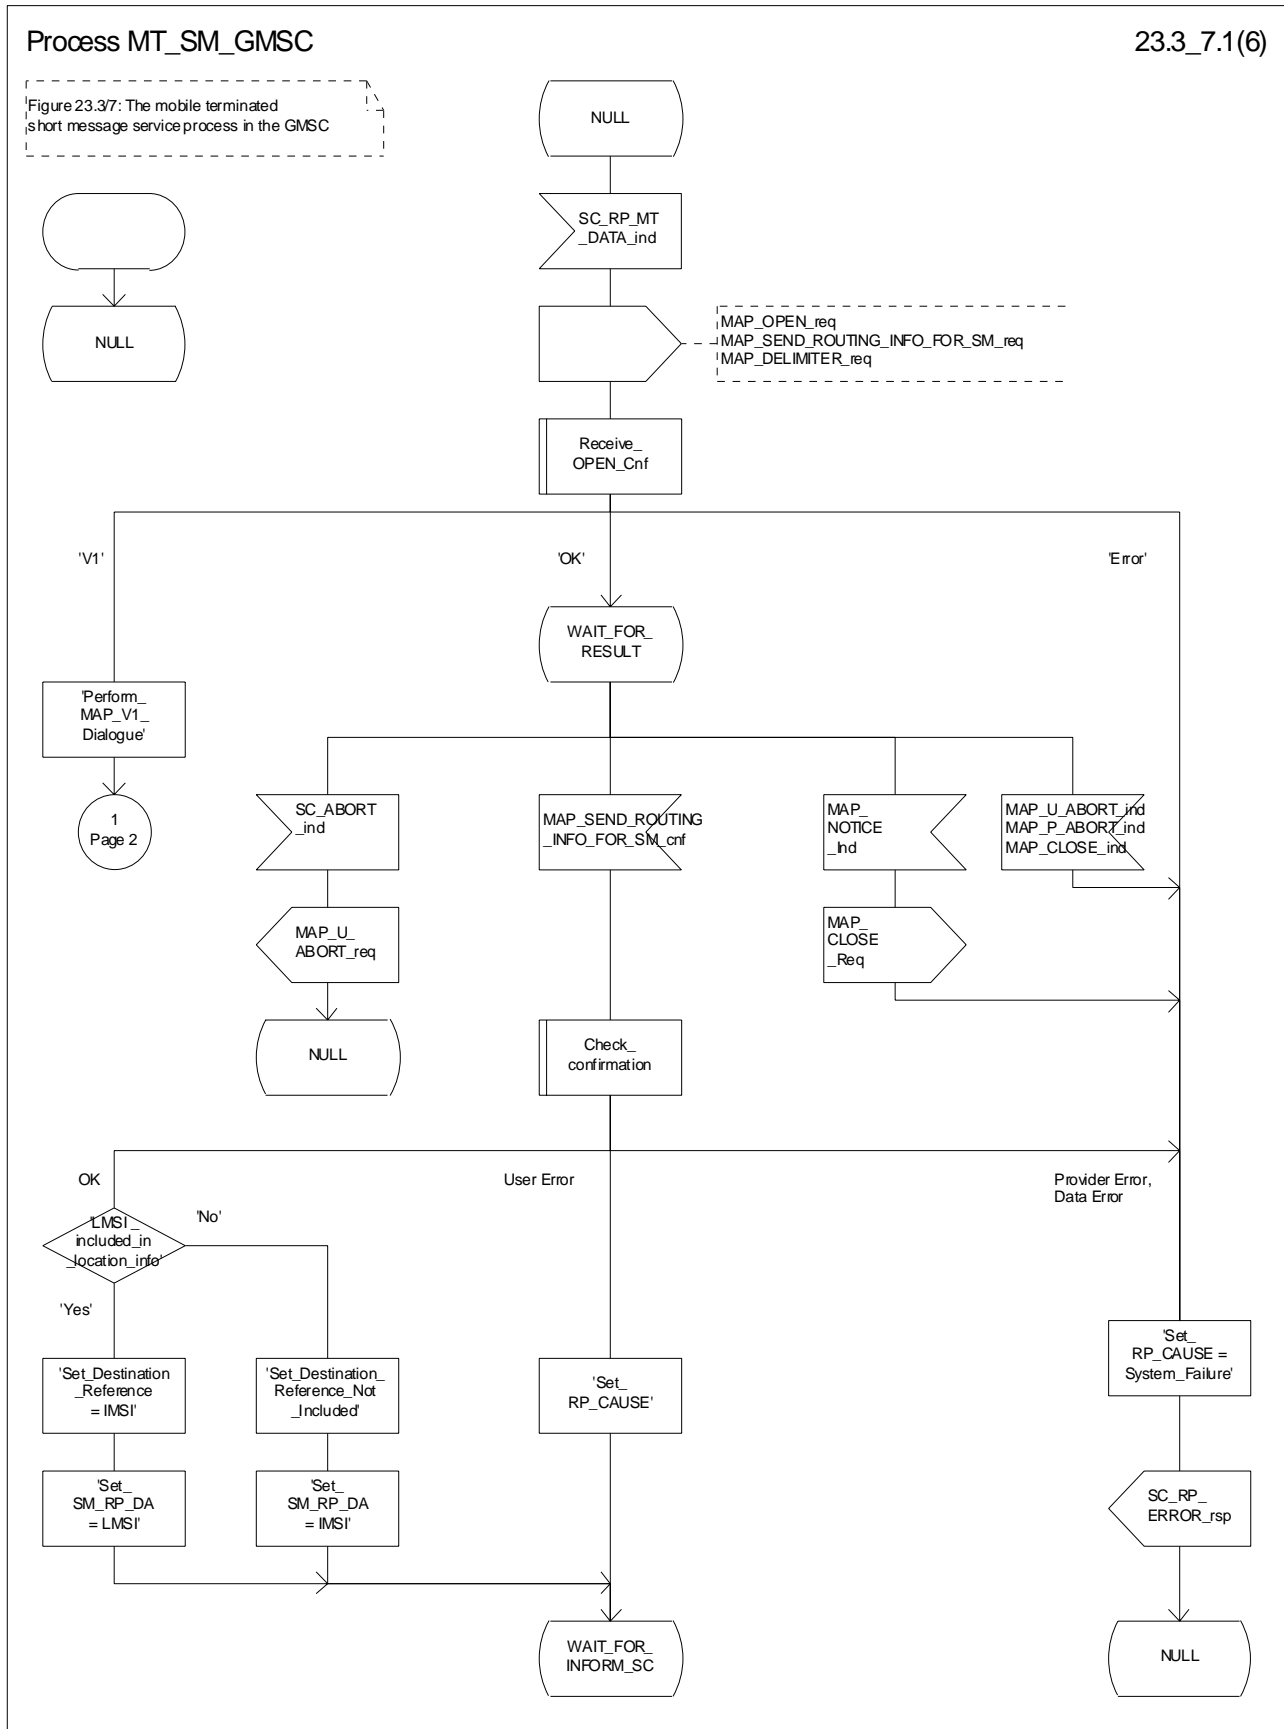 Process MT_SM_GMSC
23.3_7.1(6)
Figure 23.3/7: The mobile terminated
short message service process in the GMSC
NULL
SC_RP_MT
_DATA_ind
NULL
MAP_OPEN_req
MAP_SEND_ROUTING_INFO_FOR_SM_req
MAP_DELIMITER_req
Receive_
OPEN_Cnf
'V1'
'OK'
'Error'
WAIT_FOR_
RESULT
'Perform_
MAP_V1_
Dialogue'
1
Page 2
SC_ABORT
_ind
MAP_SEND_ROUTING
_INFO_FOR_SM_cnf
MAP_
NOTICE
_Ind
MAP_U_ABORT_ind
MAP_P_ABORT_ind
MAP_CLOSE_ind
MAP_U_
ABORT_req
MAP_
CLOSE
_Req
NULL
Check_
confirmation
OK
User Error
Provider Error,
Data Error
'LMSI_
included_in
_location_info'
'No'
'Yes'
'Set_Destination
_Reference
= IMSI'
'Set_Destination_
Reference_Not
_Included'
'Set_
RP_CAUSE'
'Set_
RP_CAUSE =
System_Failure'
'Set_
SM_RP_DA
= LMSI'
'Set_
SM_RP_DA
= IMSI'
SC_RP_
ERROR_rsp
WAIT_FOR_
INFORM_SC
NULL